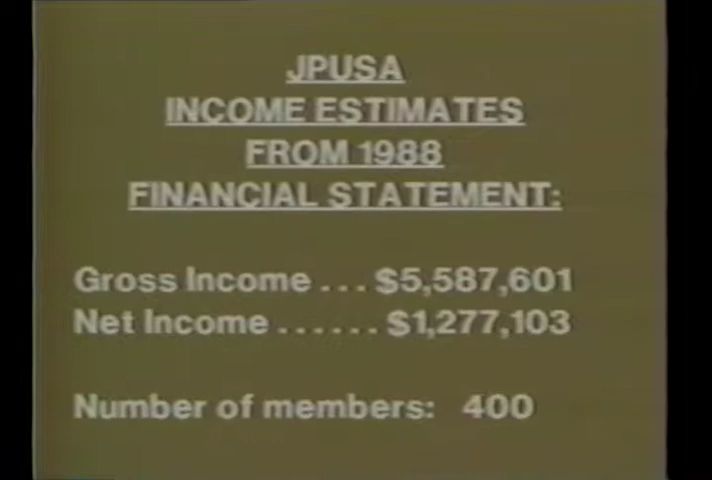 JPUSA
INCOME ESTIMATES
FROM 1988
FINANCIAL STATEMENT:
Gross Income ... $5,587,601
Net Income ...... $1,277,103
Number of members: 400